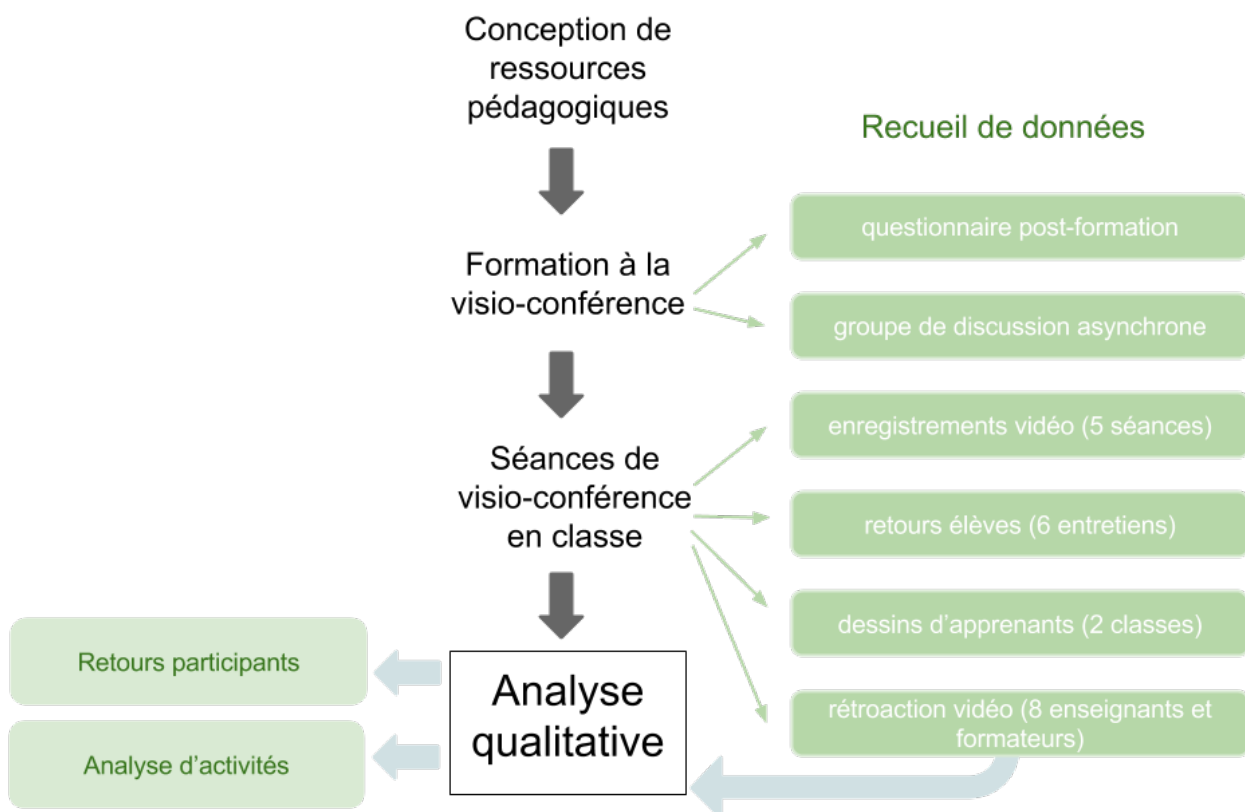 Conception de
ressources
pédagogiques
Recueil de données
questionnaire post-formation
Formation à la
visio-conférence
groupe de discussion asynchrone
enregistrements vidéo (5 séances)
Séances de
visio-conférence
en classe
retours élèves (6 entretiens)
dessins d'apprenants (2 classes)
rétroaction vidéo (8 enseignants et
formateurs)
Analyse
qualitative
Retours participants
Analyse d'activités